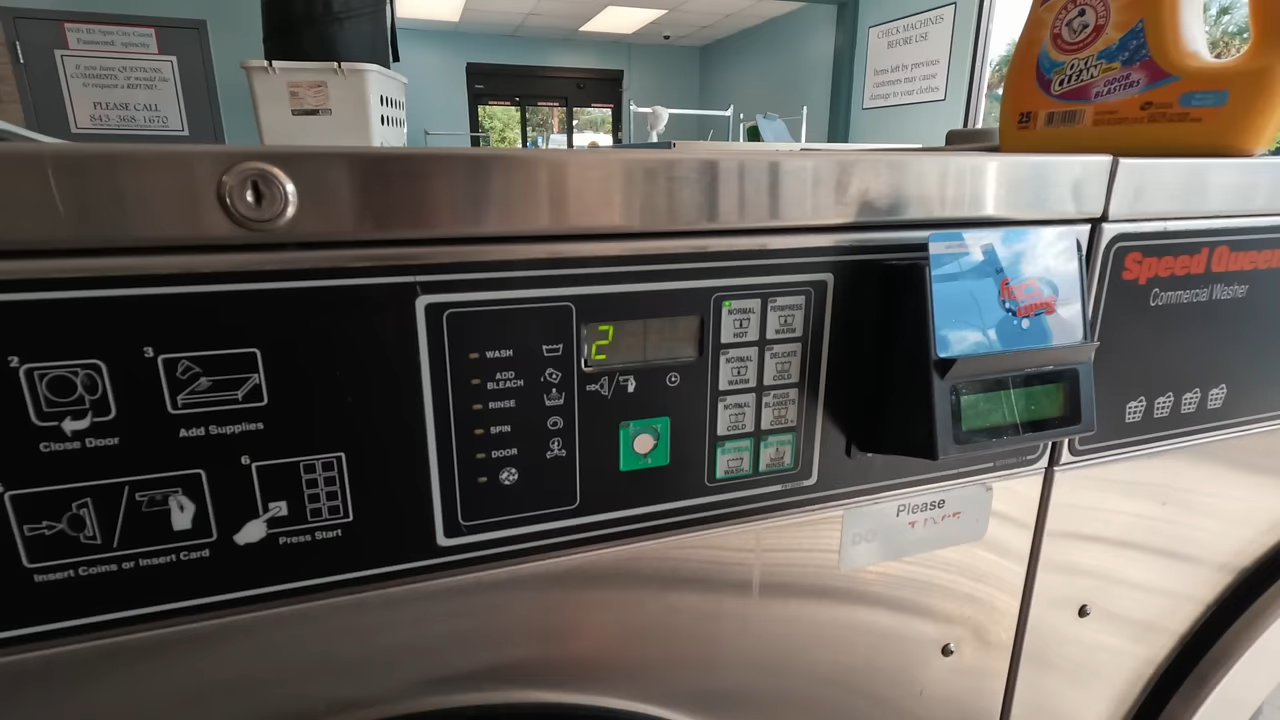 WiFi ID: Spin City Guest
Password: spincity
If you have QUESTIONS,
COMMENTS, or would like
to request a REFUND...
PLEASE CALL
843-368-1670
CHECK MACHINES
BEFORE USE
Items left by previous
customers may cause
damage to your clothes
ARM & HAMMER
OXI
CLEAN
ODOR
BLASTERS
25
2
Close Door
3
Add Supplies
Insert Coins or Insert Card
6
Press Start
WASH
ADD
BLEACH
RINSE
SPIN
DOOR
2
NORMAL
HOT
PERMPRESS
WARM
NORMAL
WARM
DELICATE
COLD
NORMAL
COLD
RUGS
BLANKETS
COLD
EXTRA
WASH
EXTRA
RINSE
Speed Queen
Commercial Washer
Please
DO